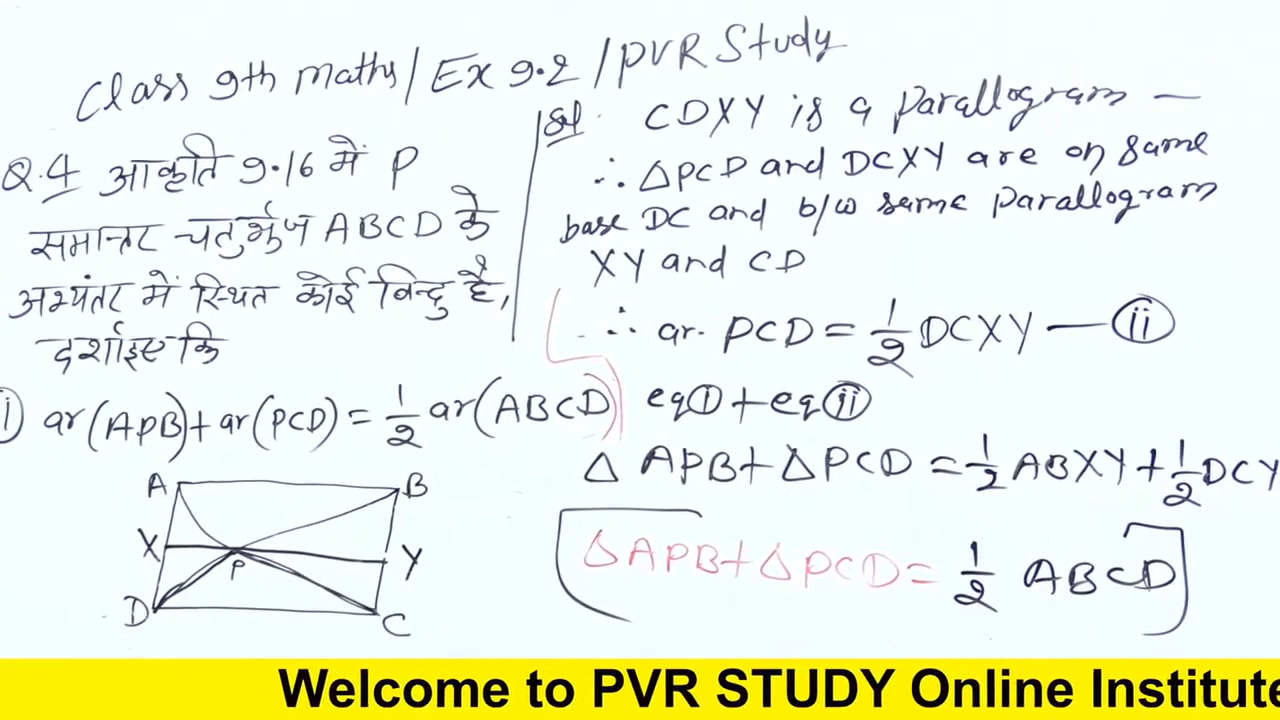 Class 9th maths/ Ex 9.2 / PVR Study
Q.4 आकृति 9.16 में P
समान्तर चतुर्भुज ABCD के
अभ्यंतर में स्थित कोई बिन्दु है,
दर्शाइए कि
i) ar(APB)+ar(PCD)=1/2 ar(ABCD)
A B
X Y
P
D C
Sol. CDXY is a Parallogram —
∴ △PCD and DCXY are on same
base DC and b/w same Parallogram
XY and CD
∴ ar. PCD = 1/2 DCXY — (ii)
eq(i)+eq(ii)
△ APB+△PCD = 1/2 ABXY+1/2 DCY
△APB+△PCD= 1/2 ABCD
Welcome to PVR STUDY Online Institute